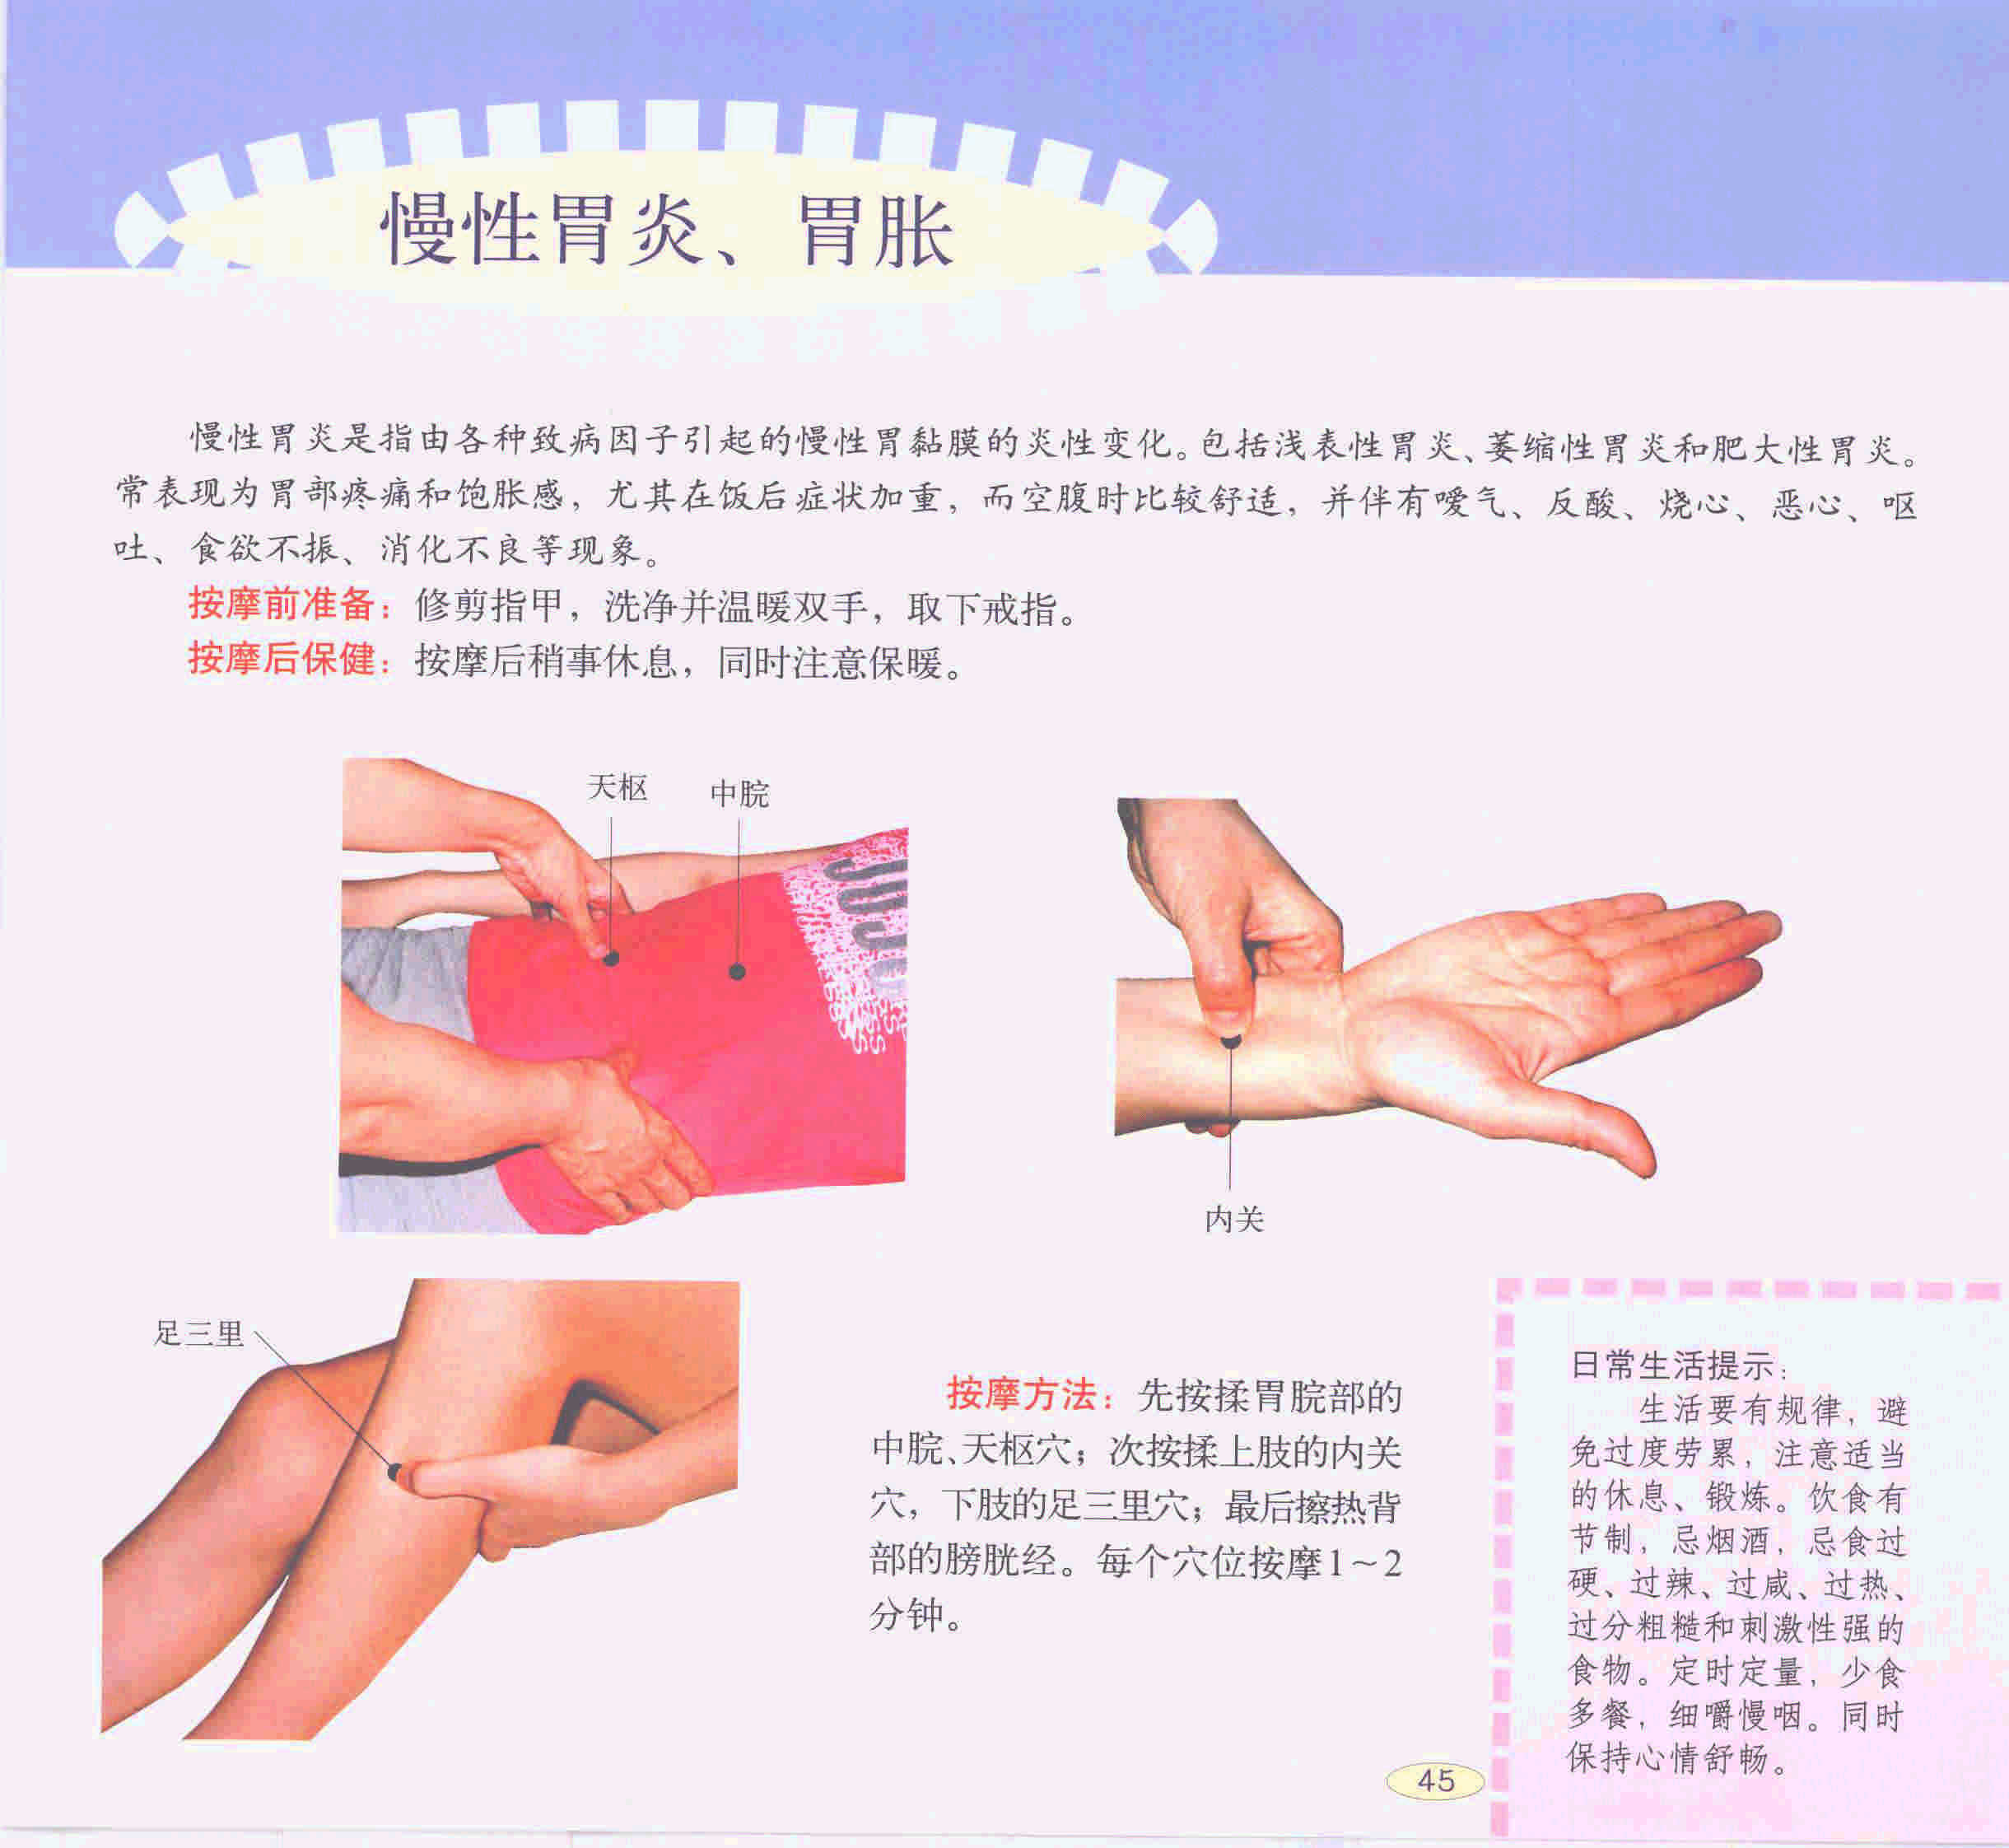 慢性胃炎、胃胀
慢性胃炎是指由各种致病因子引起的慢性胃黏膜的炎性变化。包括浅表性胃炎、萎缩性胃炎和肥大性胃炎。
常表现为胃部疼痛和饱胀感，尤其在饭后症状加重，而空腹时比较舒适，并伴有嗳气、反酸、烧心、恶心、呕
吐、食欲不振、消化不良等现象。
按摩前准备：修剪指甲，洗净并温暖双手，取下戒指。
按摩后保健：按摩后稍事休息，同时注意保暖。
天枢
中脘
内关
足三里
按摩方法：先按揉胃脘部的
中脘、天枢穴；次按揉上肢的内关
穴，下肢的足三里穴；最后擦热背
部的膀胱经。每个穴位按摩1～2
分钟。
日常生活提示：
生活要有规律，避
免过度劳累，注意适当
的休息、锻炼。饮食有
节制，忌烟酒，忌食过
硬、过辣、过咸、过热、
过分粗糙和刺激性强的
食物。定时定量，少食
多餐，细嚼慢咽。同时
保持心情舒畅。
45